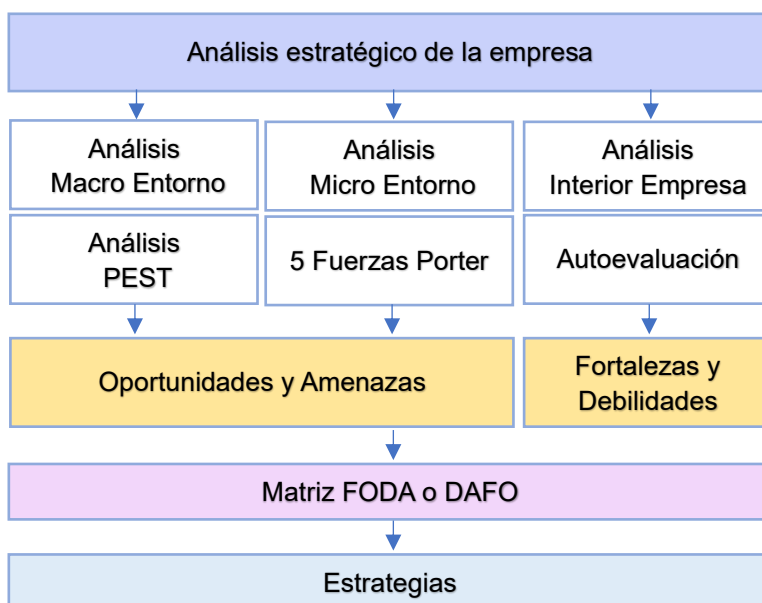 Análisis estratégico de la empresa
Análisis
Macro Entorno
Análisis
Micro Entorno
Análisis
Interior Empresa
Análisis
PEST
5 Fuerzas Porter
Autoevaluación
Oportunidades y Amenazas
Fortalezas y
Debilidades
Matriz FODA o DAFO
Estrategias